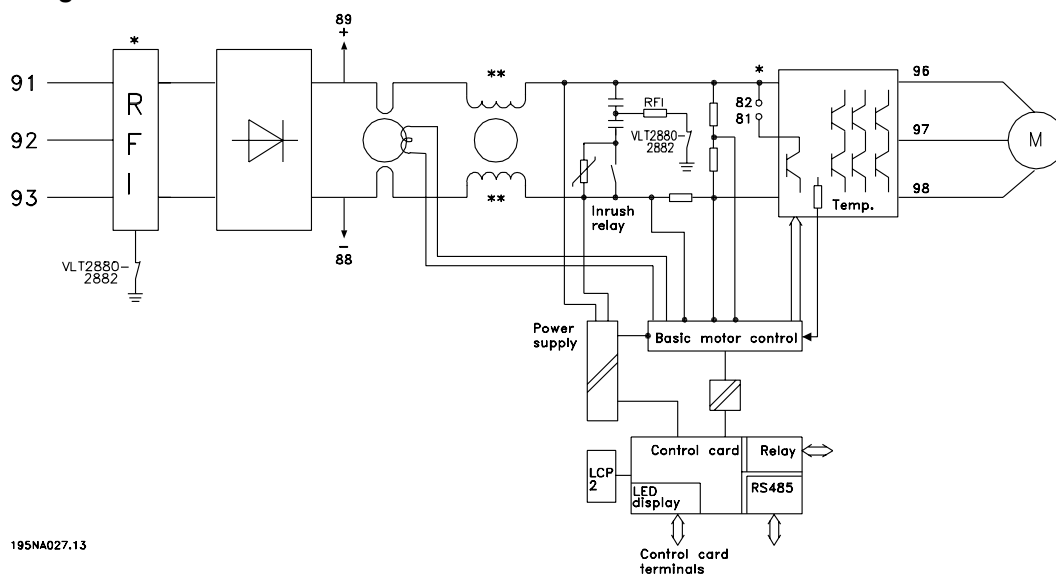 89
+
*
91
92
93
R
F
I
**
**
−
88
VLT2880-
2882
RFI
VLT2880-
2882
Inrush
relay
*
82
81
Temp.
96
97
98
M
Power
supply
Basic motor control
Control card
Relay
RS485
LCP
2
LED
display
Control card
terminals
195NA027.13